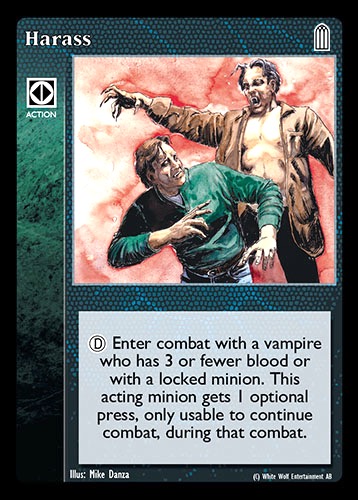 Harass
ACTION
Ⓓ Enter combat with a vampire
who has 3 or fewer blood or
with a locked minion. This
acting minion gets 1 optional
press, only usable to continue
combat, during that combat.
Illus: Mike Danza
(C) White Wolf Entertainment AB